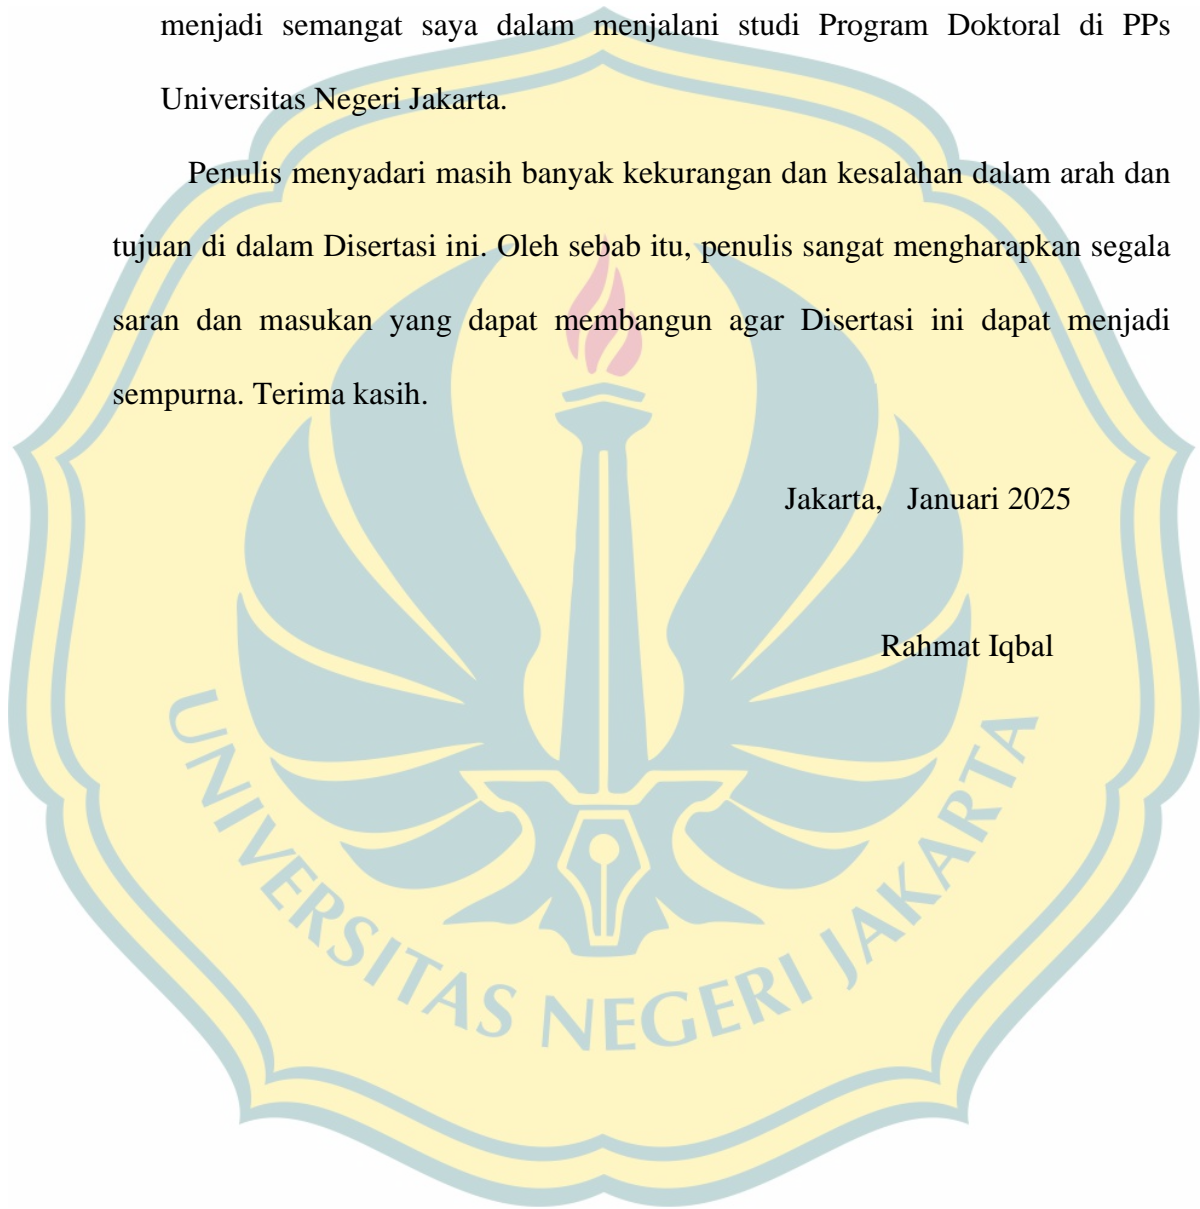 menjadi semangat saya dalam menjalani studi Program Doktoral di PPs
Universitas Negeri Jakarta.
Penulis menyadari masih banyak kekurangan dan kesalahan dalam arah dan
tujuan di dalam Disertasi ini. Oleh sebab itu, penulis sangat mengharapkan segala
saran dan masukan yang dapat membangun agar Disertasi ini dapat menjadi
sempurna. Terima kasih.
Jakarta, Januari 2025
Rahmat Iqbal
UNIVERSITAS NEGERI JAKARTA